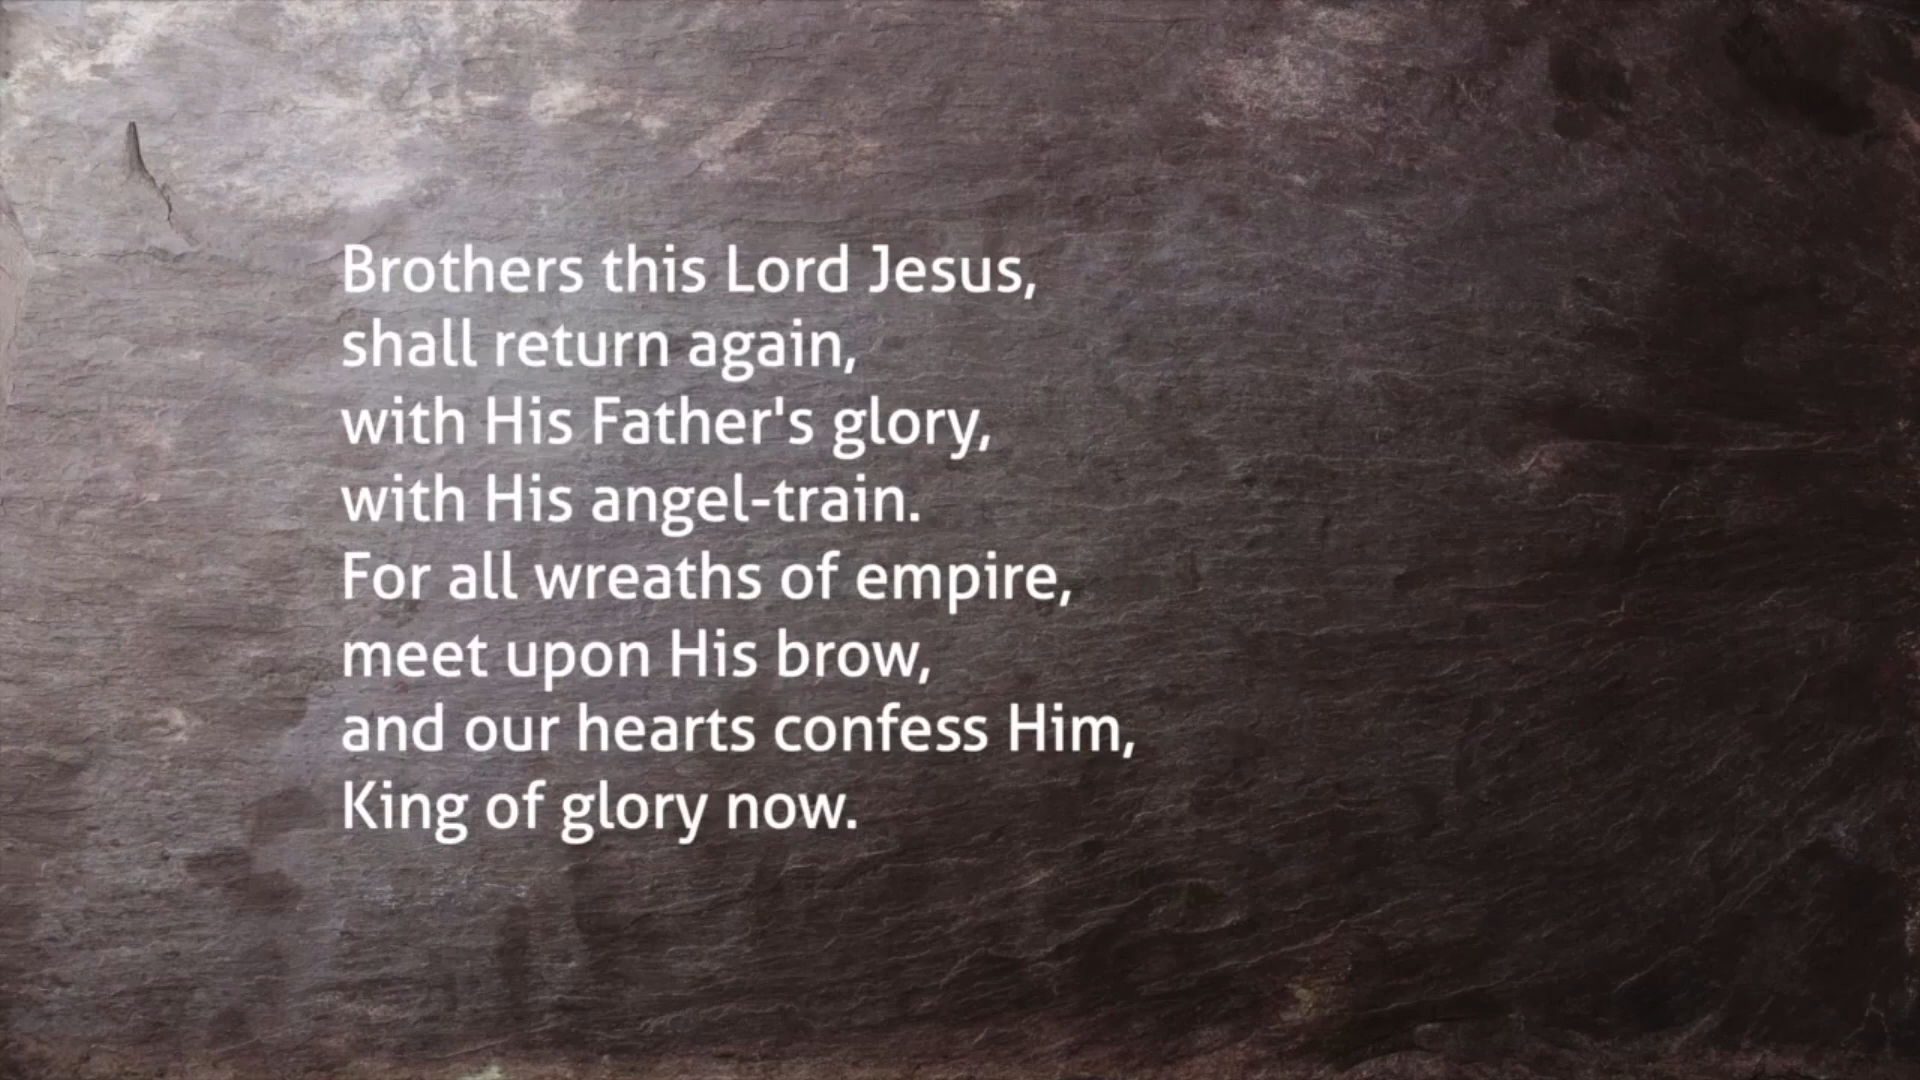 Brothers this Lord Jesus,
shall return again,
with His Father's glory,
with His angel-train.
For all wreaths of empire,
meet upon His brow,
and our hearts confess Him,
King of glory now.